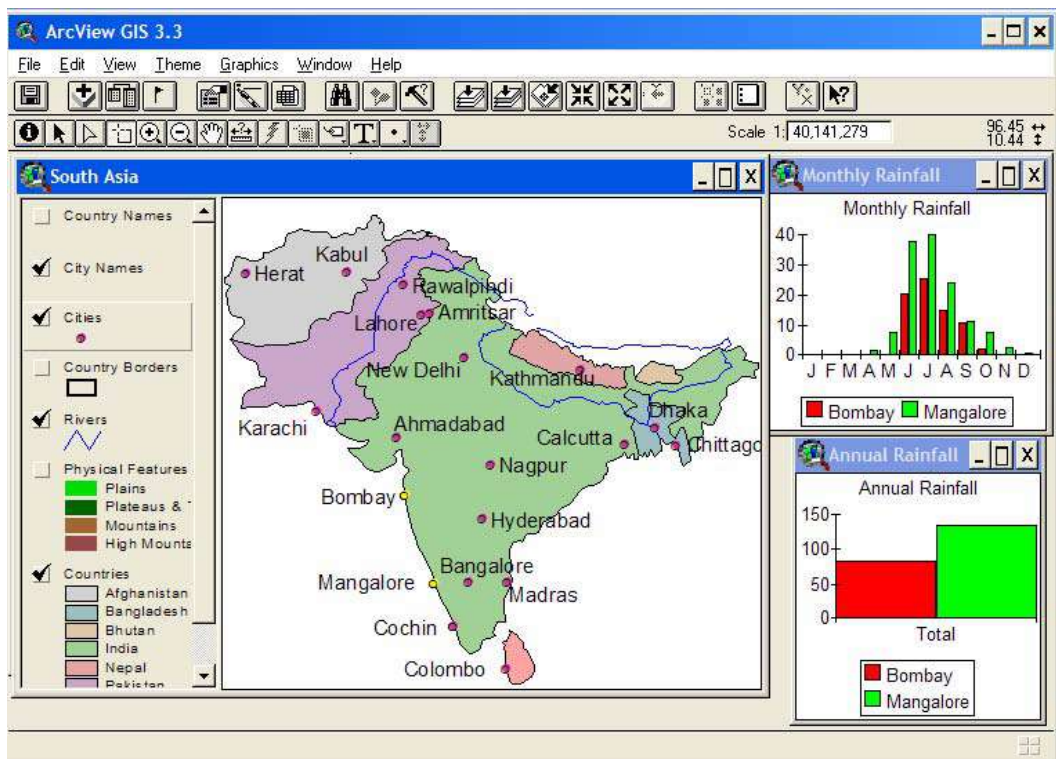 ArcView GIS 3.3
File Edit View Theme Graphics Window Help
Scale 1: 40,141,279
96.45
10.44
South Asia
Country Names
City Names
Cities
Country Borders
Rivers
Physical Features
Plains
Plateaus & T
Mountains
High Mounta
Countries
Afghanistan
Bangladesh
Bhutan
India
Nepal
Pakistan
Kabul
Herat
Rawalpindi
Lahore
Amritsar
New Delhi
Kathmandu
Karachi
Ahmadabad
Dhaka
Calcutta
Chittago
Nagpur
Bombay
Hyderabad
Bangalore
Mangalore
Madras
Cochin
Colombo
Monthly Rainfall
Monthly Rainfall
40
30
20
10
0
J F M A M J J A S O N D
Bombay Mangalore
Annual Rainfall
Annual Rainfall
150
100
50
0
Total
Bombay
Mangalore